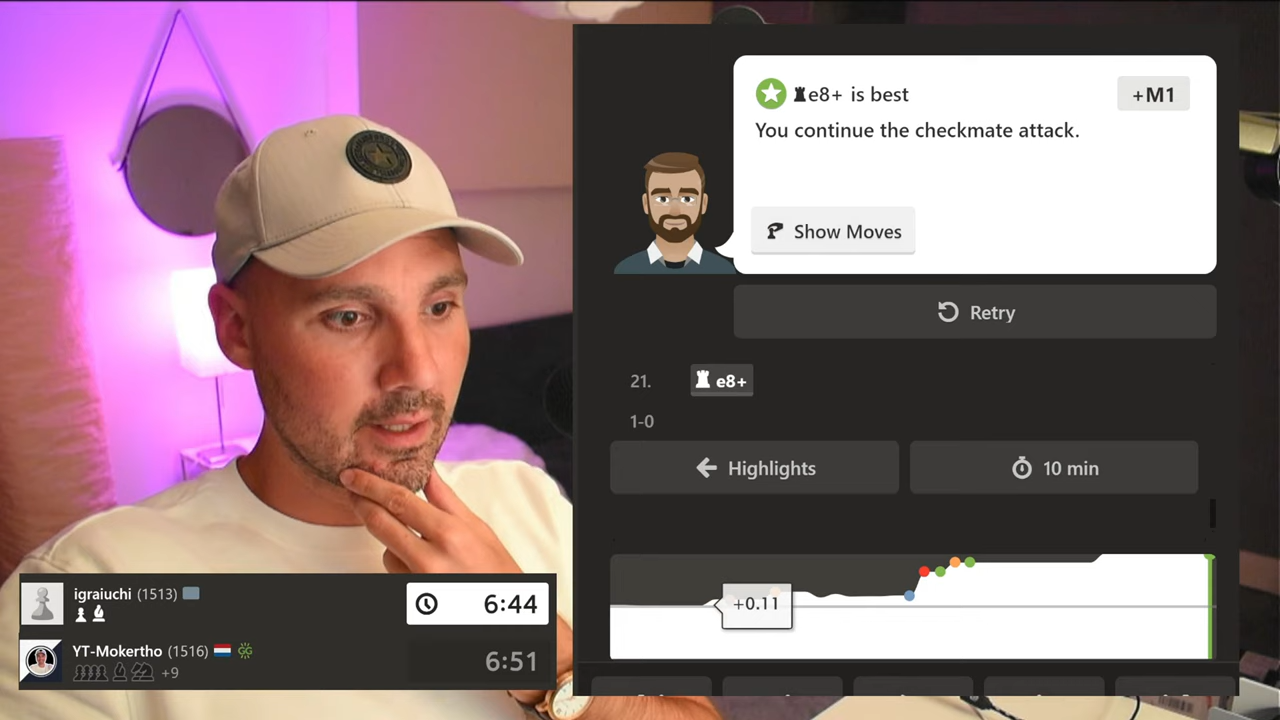 e8+ is best
+M1
You continue the checkmate attack.
Show Moves
Retry
21. e8+
1-0
Highlights
10 min
+0.11
igraiuchi (1513)
6:44
YT-Mokertho (1516) GG
+9
6:51